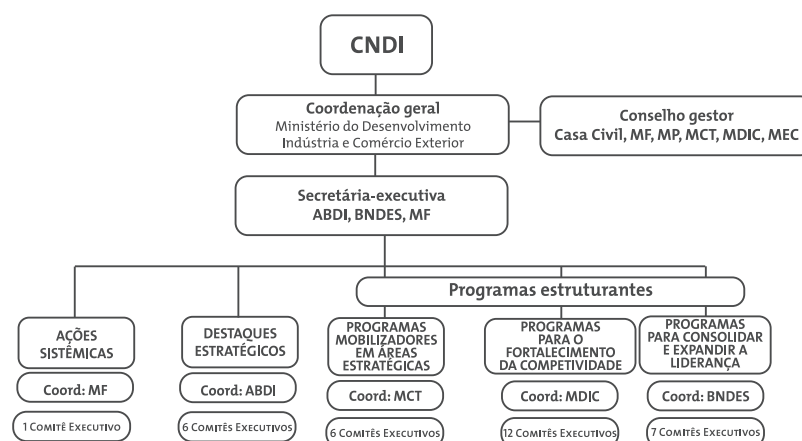 CNDI
Coordenação geral
Ministério do Desenvolvimento
Indústria e Comércio Exterior
Conselho gestor
Casa Civil, MF, MP, MCT, MDIC, MEC
Secretária-executiva
ABDI, BNDES, MF
Programas estruturantes
AÇÕES
SISTÊMICAS
Coord: MF
1 COMITÊ EXECUTIVO
DESTAQUES
ESTRATÉGICOS
Coord: ABDI
6 COMITÊS EXECUTIVOS
PROGRAMAS
MOBILIZADORES
EM ÁREAS
ESTRATÉGICAS
Coord: MCT
6 COMITÊS EXECUTIVOS
PROGRAMAS
PARA O
FORTALECIMENTO
DA COMPETIVIDADE
Coord: MDIC
12 COMITÊS EXECUTIVOS
PROGRAMAS
PARA CONSOLIDAR
E EXPANDIR A
LIDERANÇA
Coord: BNDES
7 COMITÊS EXECUTIVOS